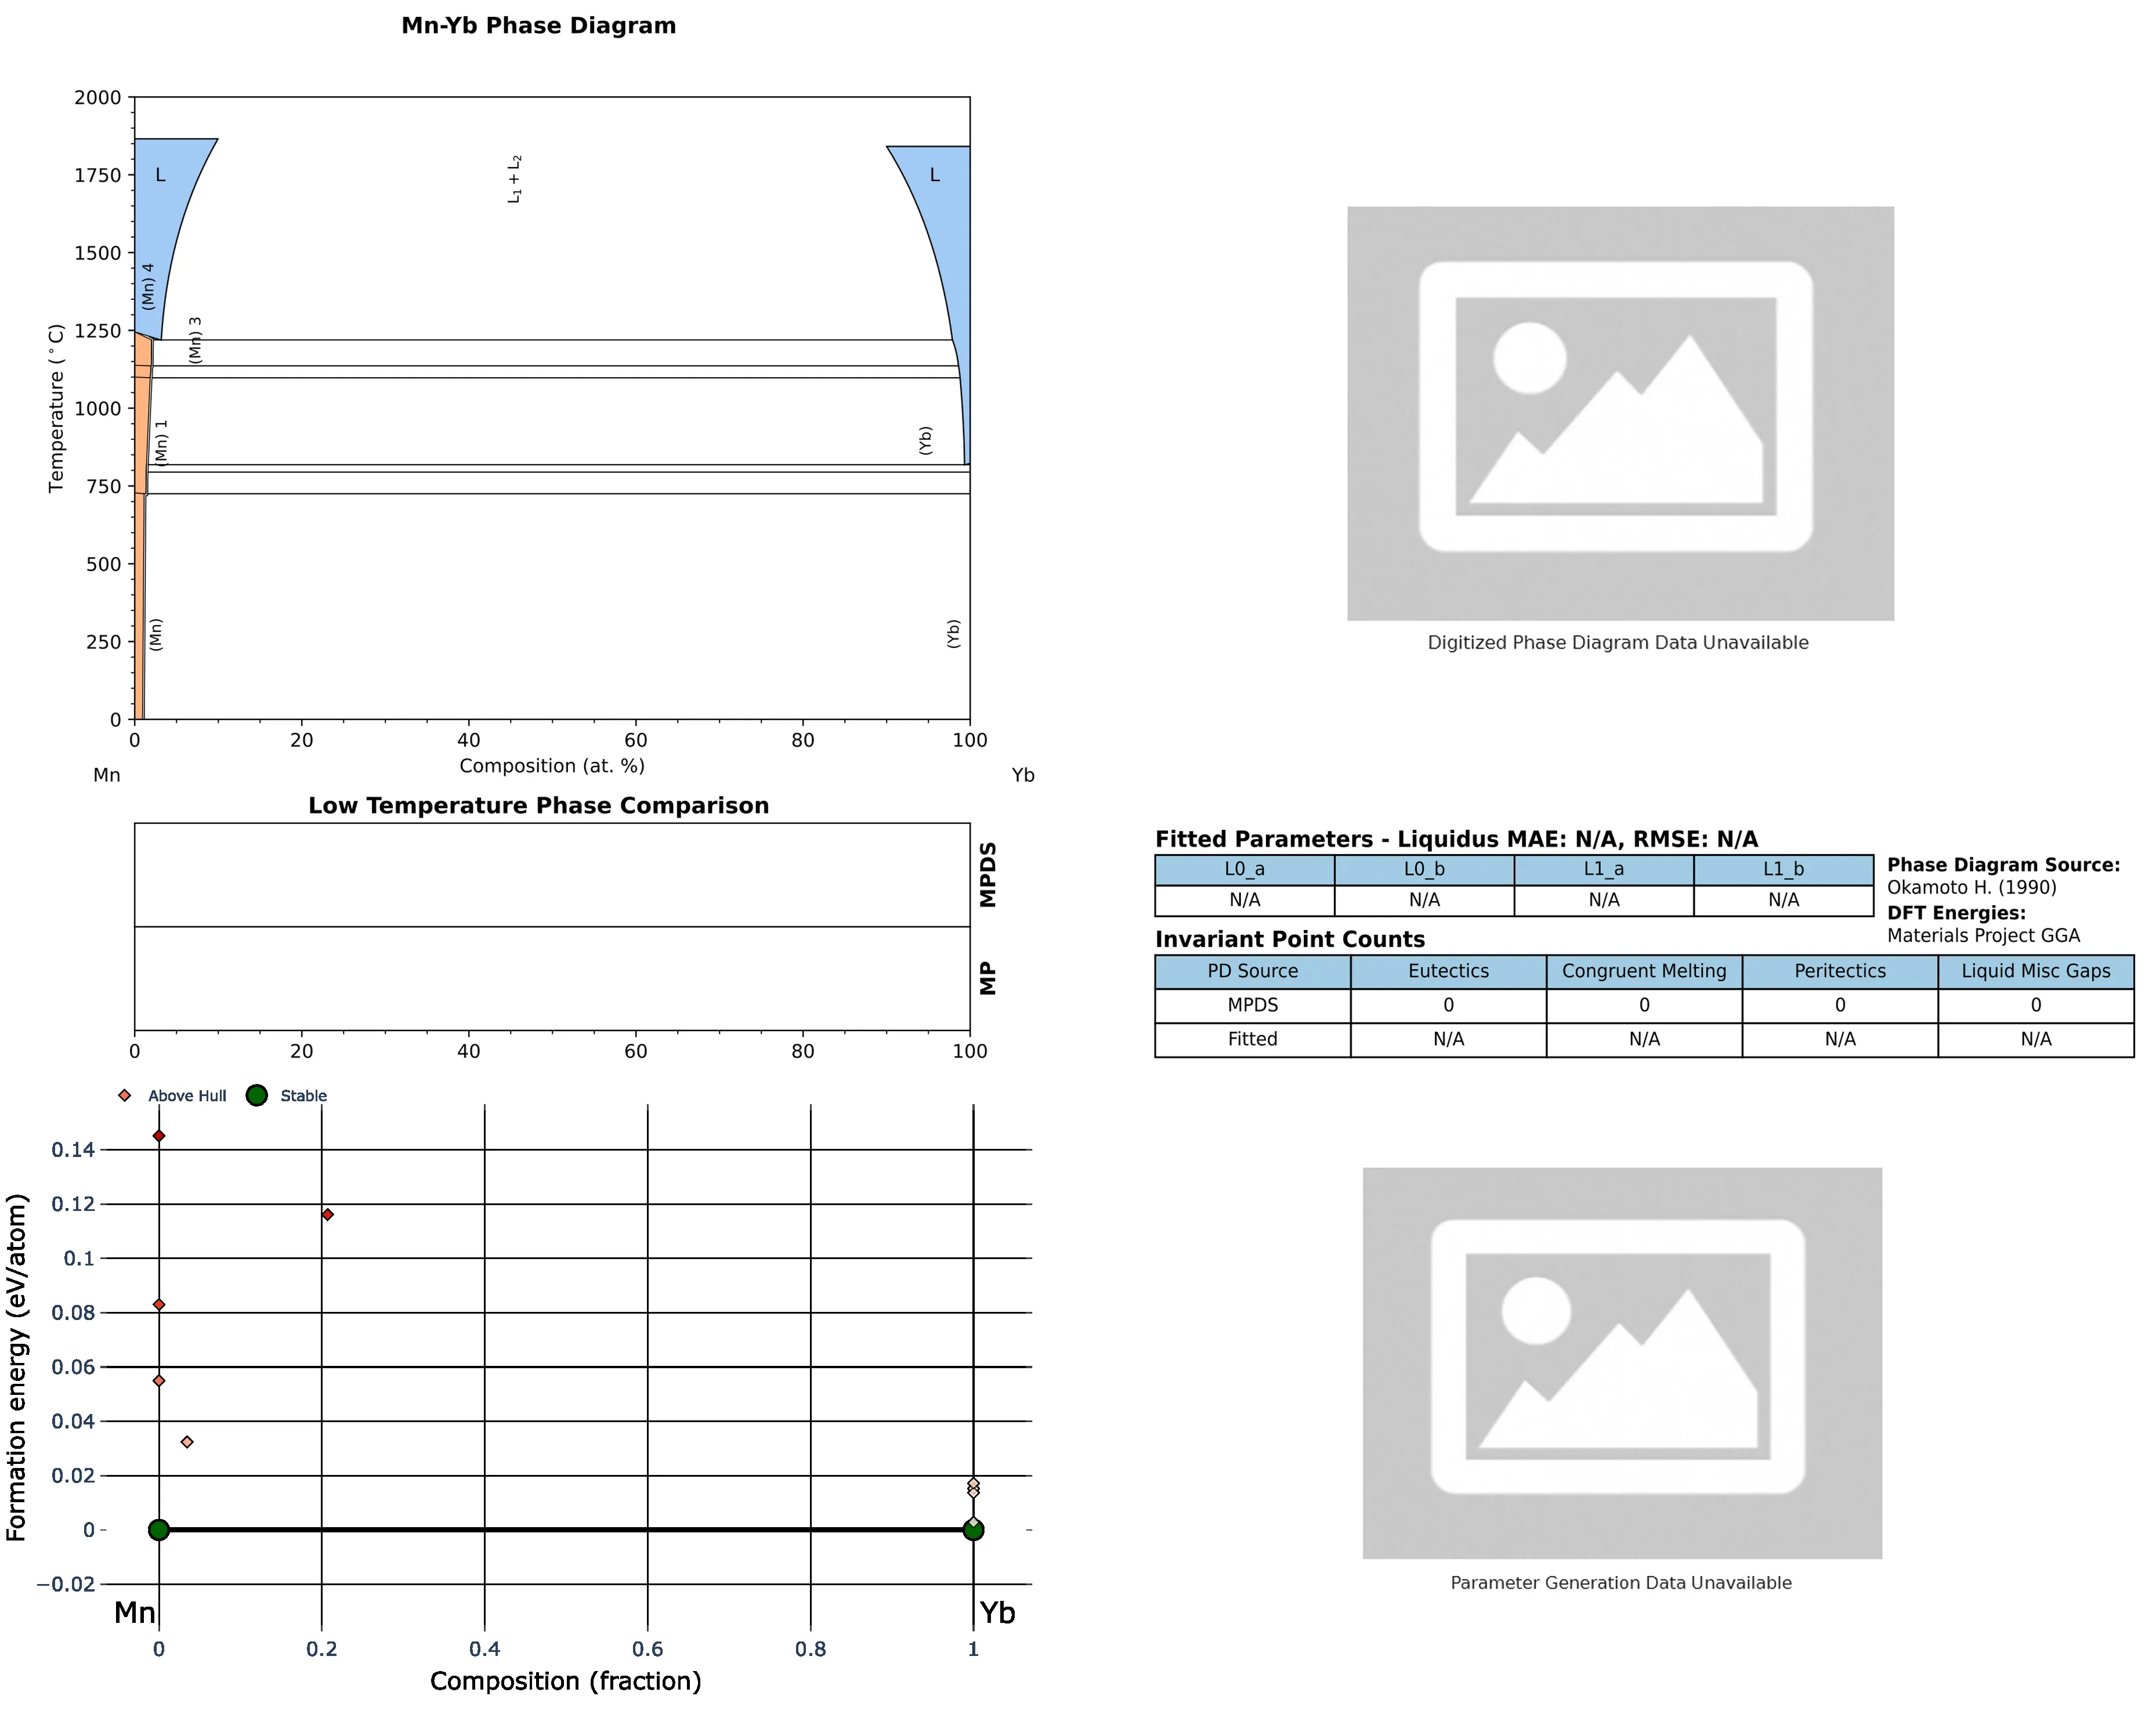 Mn-Yb Phase Diagram
2000
1750
1500
1250
1000
750
500
250
0
Temperature (°C)
L
L
L₁ + L₂
(Mn) 4
(Mn) 3
(Mn) 1
(Yb)
(Mn)
(Yb)
0 20 40 60 80 100
Composition (at. %)
Mn Yb
Digitized Phase Diagram Data Unavailable
Low Temperature Phase Comparison
MPDS
MP
0 20 40 60 80 100
Fitted Parameters - Liquidus MAE: N/A, RMSE: N/A
L0_a L0_b L1_a L1_b
N/A N/A N/A N/A
Phase Diagram Source:
Okamoto H. (1990)
DFT Energies:
Materials Project GGA
Invariant Point Counts
PD Source Eutectics Congruent Melting Peritectics Liquid Misc Gaps
MPDS 0 0 0 0
Fitted N/A N/A N/A N/A
Above Hull Stable
0.14
0.12
0.1
0.08
0.06
0.04
0.02
0
−0.02
Formation energy (eV/atom)
Mn Yb
0 0.2 0.4 0.6 0.8 1
Composition (fraction)
Parameter Generation Data Unavailable